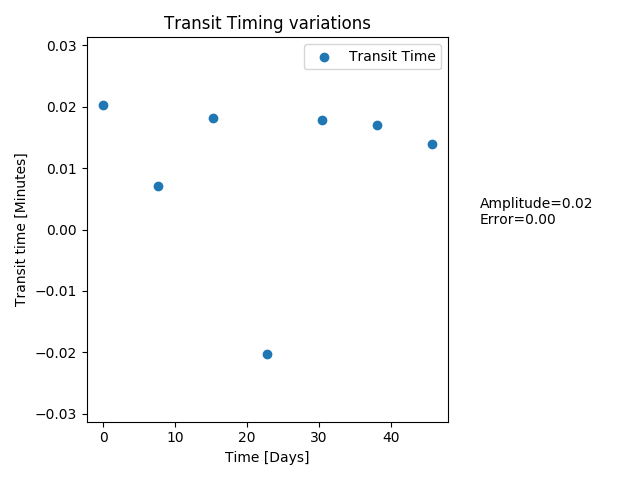 Transit Timing variations
Transit Time
0.03
0.02
0.01
0.00
−0.01
−0.02
−0.03
Transit time [Minutes]
Amplitude=0.02
Error=0.00
0 10 20 30 40
Time [Days]